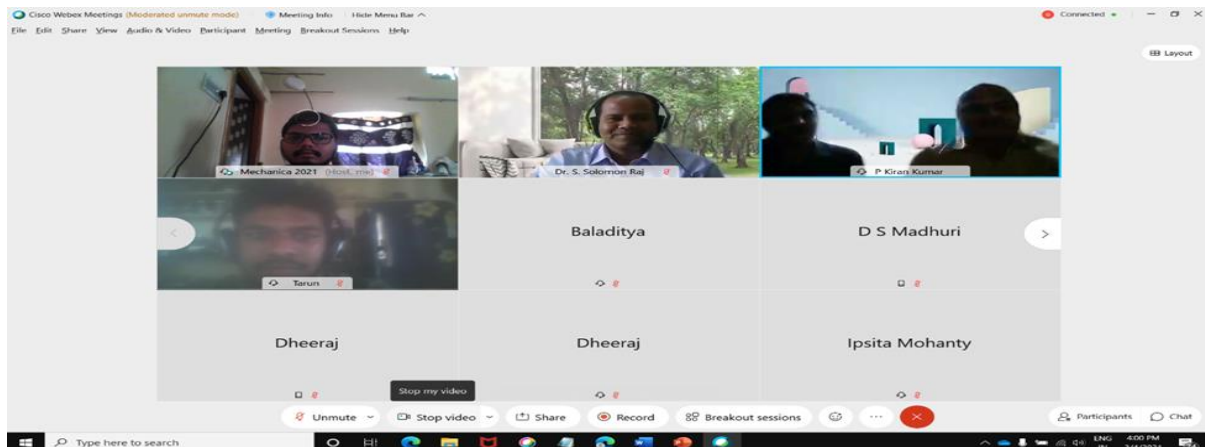 Cisco Webex Meetings (Moderated unmute mode) Meeting Info Hide Menu Bar Connected
File Edit Share View Audio & Video Participant Meeting Breakout Sessions Help
Layout
Mechanica 2021 (Host, me)
Dr. S. Solomon Raj
P Kiran Kumar
Tarun
Baladitya
D S Madhuri
Dheeraj
Dheeraj
Ipsita Mohanty
Stop my video
Unmute Stop video Share Record Breakout sessions Participants Chat
Type here to search
ENG 4:00 PM
IN